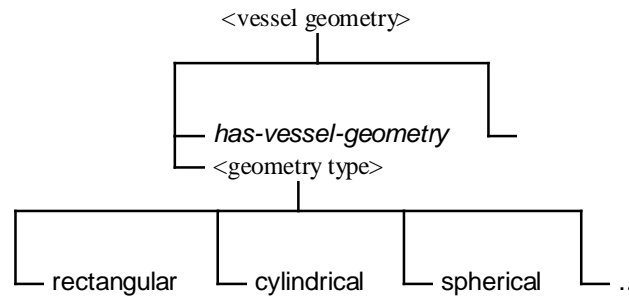 <vessel geometry>
has-vessel-geometry
<geometry type>
rectangular cylindrical spherical ..